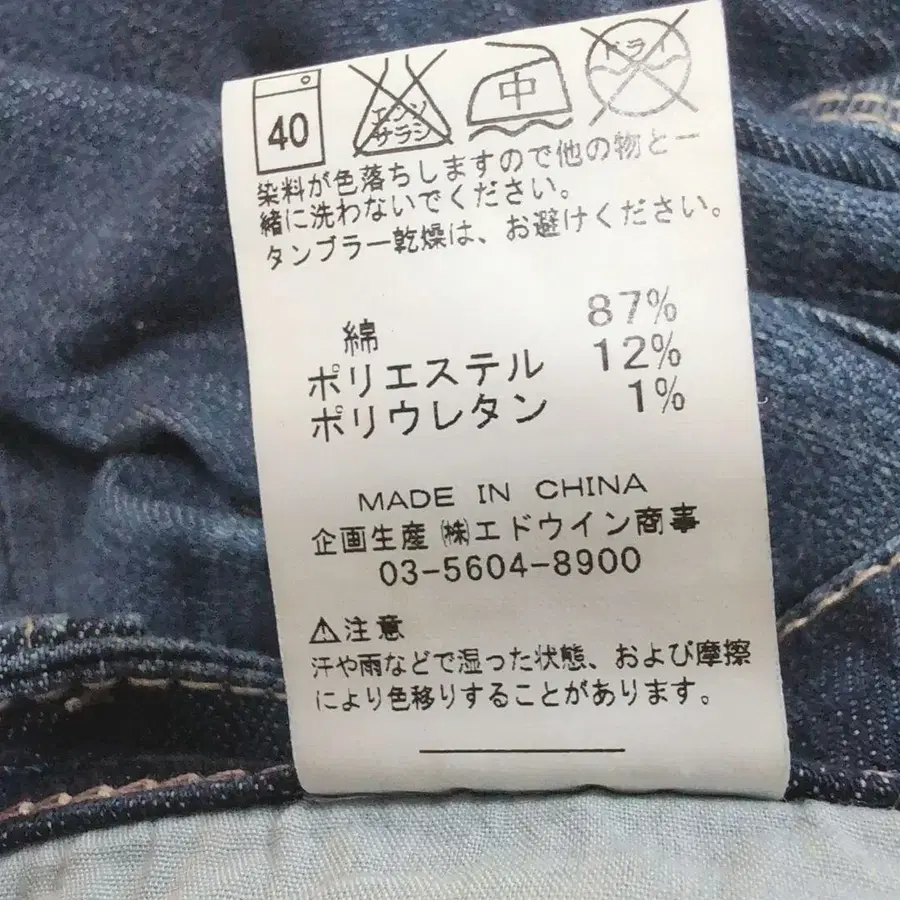 40
エンソ
サラシ
中
ドライ
染料が色落ちしますので他の物と一
緒に洗わないでください。
タンブラー乾燥は、お避けください。
綿 87%
ポリエステル 12%
ポリウレタン 1%
MADE IN CHINA
企画生産 ㈱エドウイン商事
03-5604-8900
⚠注意
汗や雨などで湿った状態、および摩擦
により色移りすることがあります。